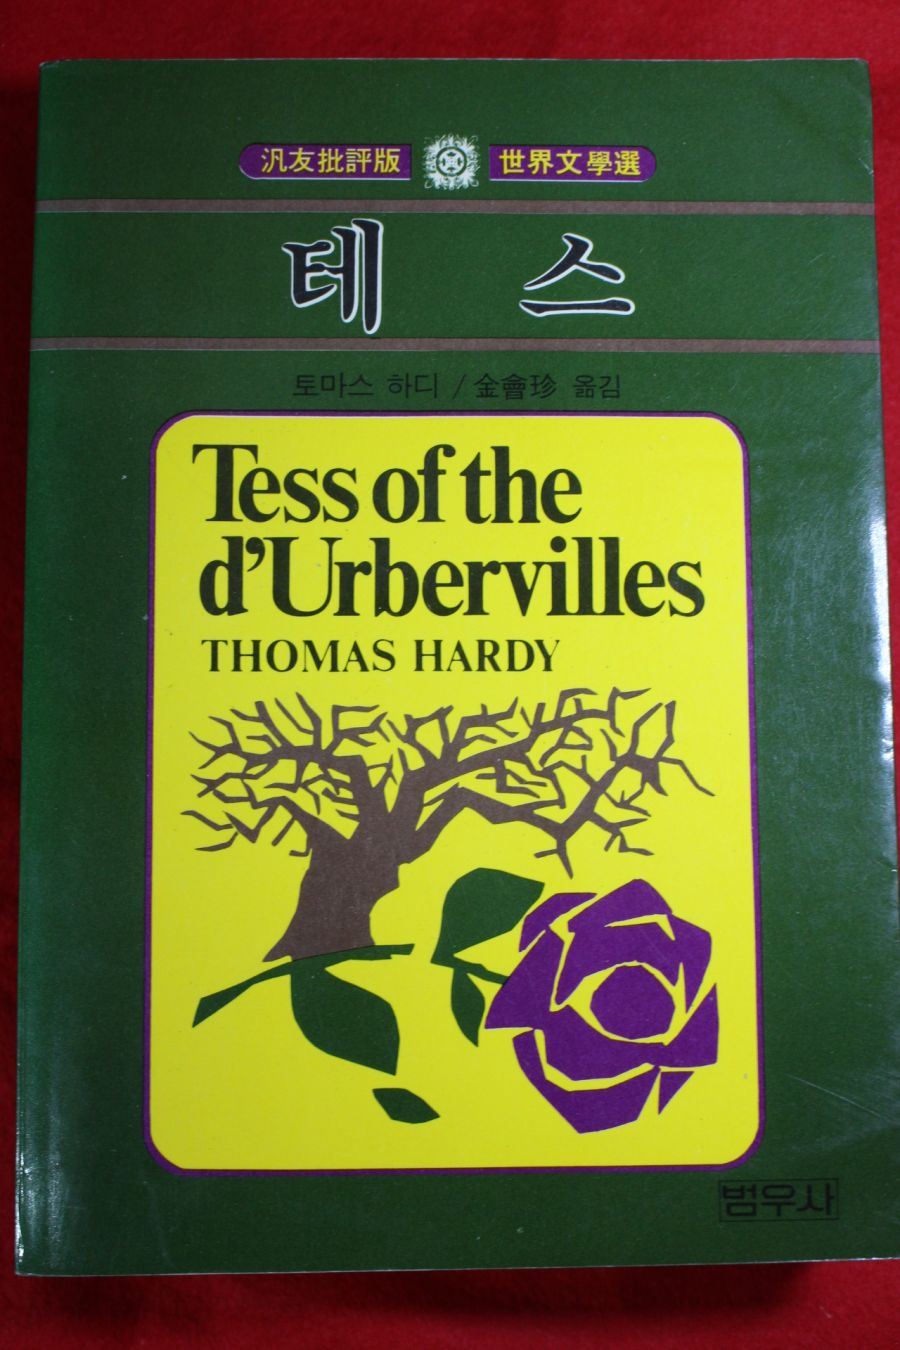 汎友批評版 世界文學選
테스
토마스 하디 / 金會珍 옮김
Tess of the
d'Urbervilles
THOMAS HARDY
범우사